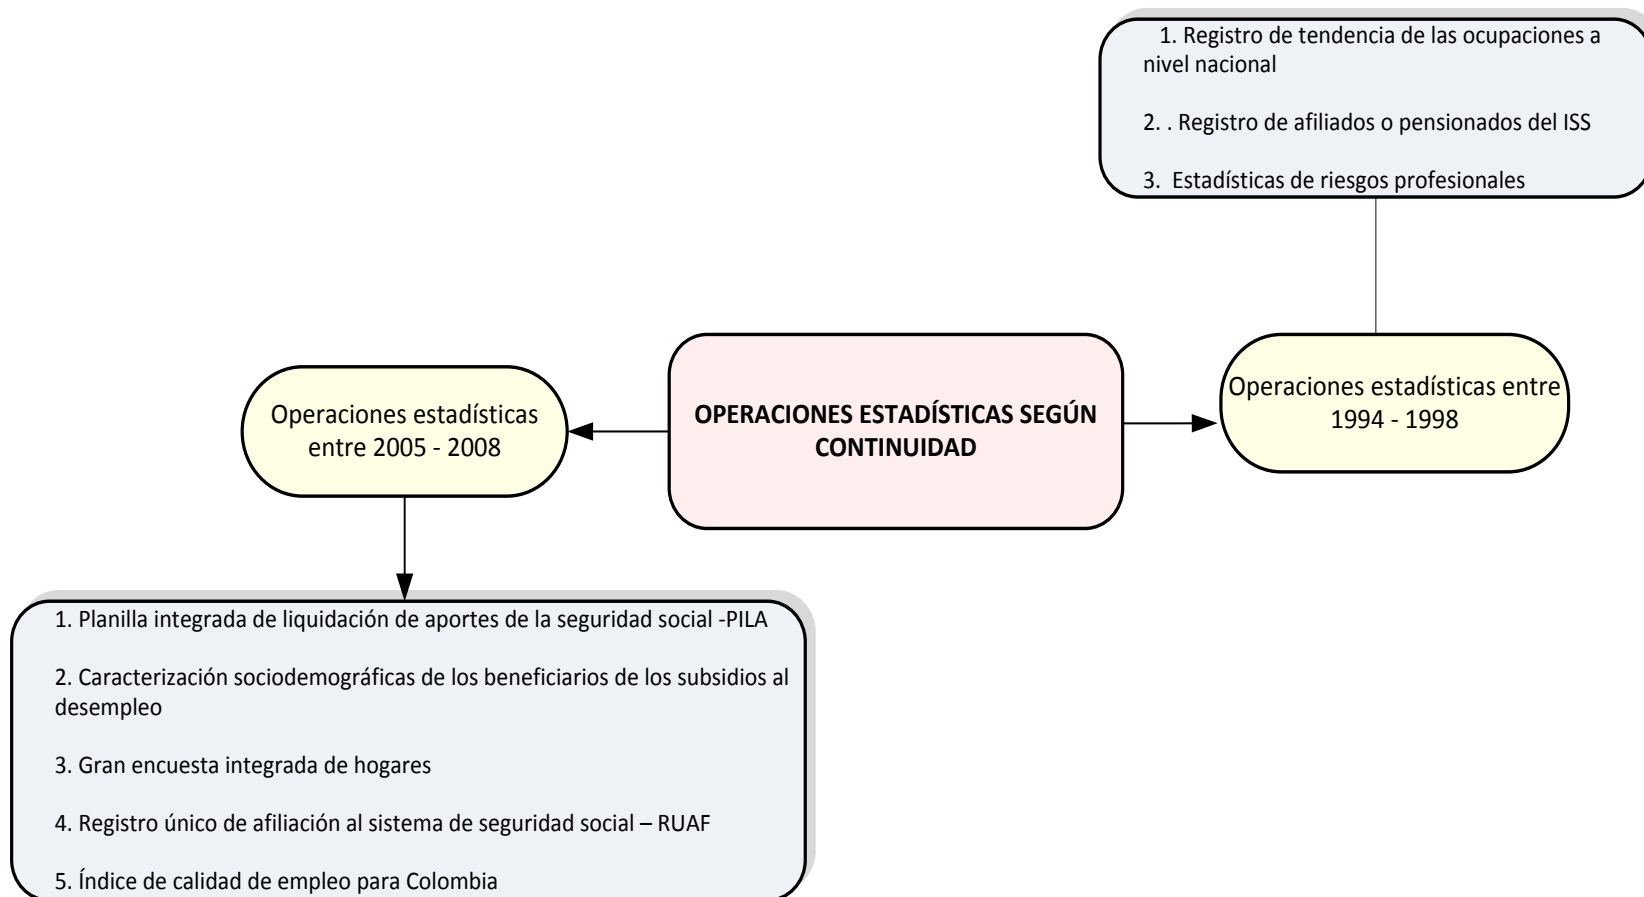 1. Registro de tendencia de las ocupaciones a
nivel nacional
2. . Registro de afiliados o pensionados del ISS
3. Estadísticas de riesgos profesionales
Operaciones estadísticas
entre 2005 - 2008
OPERACIONES ESTADÍSTICAS SEGÚN
CONTINUIDAD
Operaciones estadísticas entre
1994 - 1998
1. Planilla integrada de liquidación de aportes de la seguridad social -PILA
2. Caracterización sociodemográficas de los beneficiarios de los subsidios al
desempleo
3. Gran encuesta integrada de hogares
4. Registro único de afiliación al sistema de seguridad social – RUAF
5. Índice de calidad de empleo para Colombia